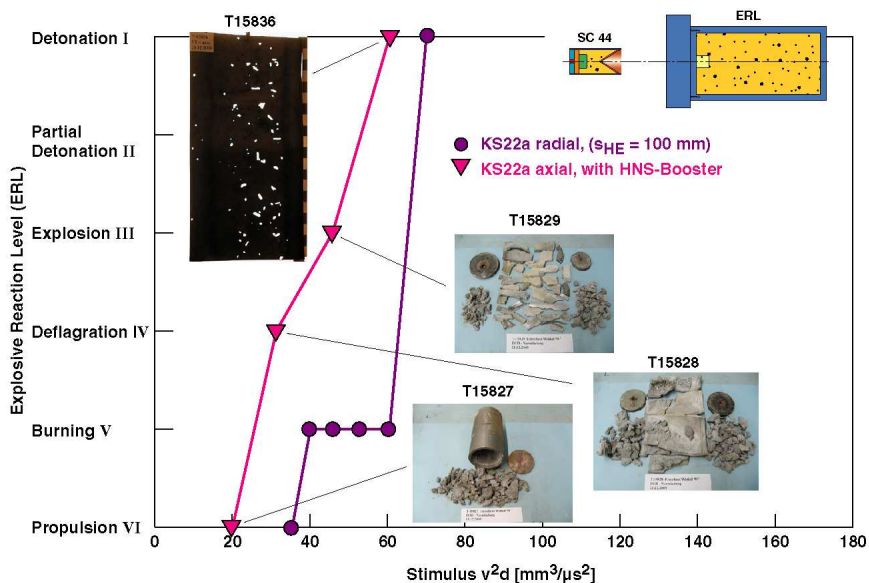 T15836
Detonation I
SC 44
ERL
Partial
Detonation II
KS22a radial, (sHE = 100 mm)
KS22a axial, with HNS-Booster
Explosion III
T15829
Explosive Reaction Level (ERL)
Deflagration IV
T15828
T15827
Burning V
Propulsion VI
0 20 40 60 80 100 120 140 160 180
Stimulus v²d [mm³/µs²]